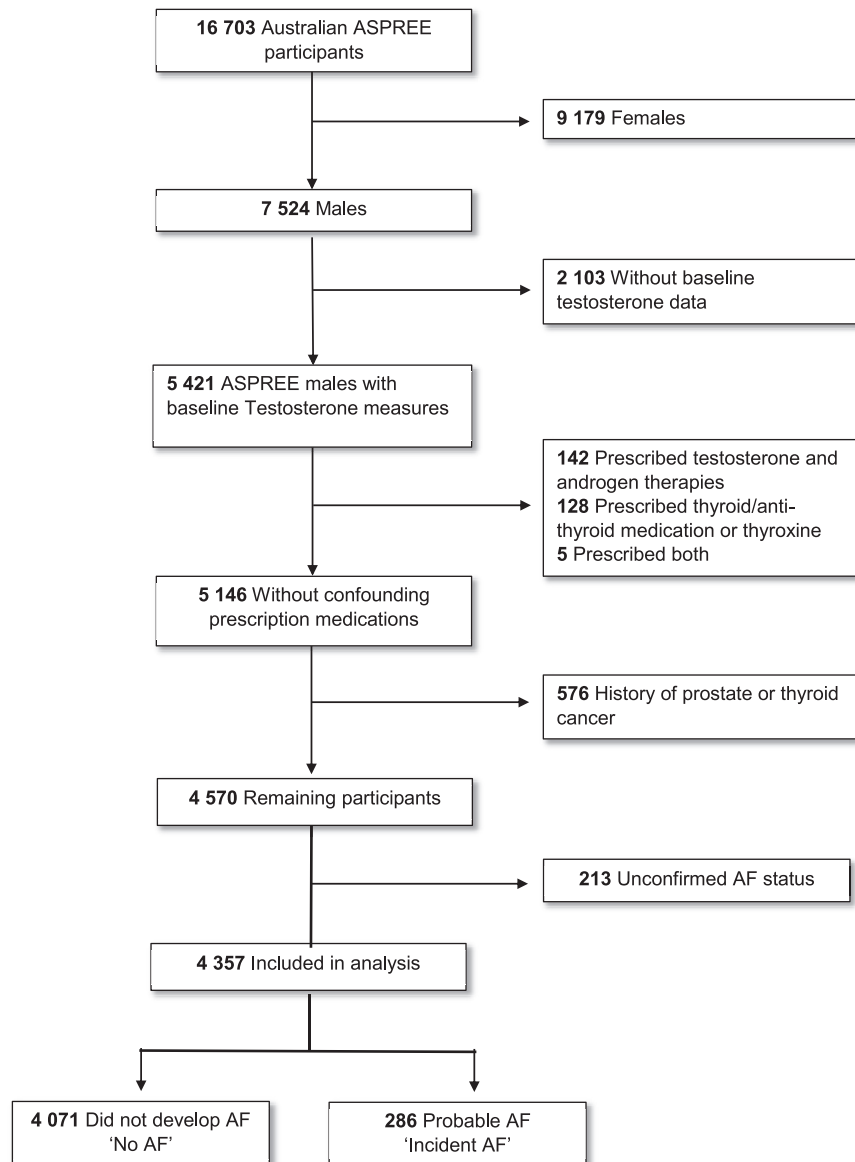 16 703 Australian ASPREE
participants
9 179 Females
7 524 Males
2 103 Without baseline
testosterone data
5 421 ASPREE males with
baseline Testosterone measures
142 Prescribed testosterone and
androgen therapies
128 Prescribed thyroid/anti-
thyroid medication or thyroxine
5 Prescribed both
5 146 Without confounding
prescription medications
576 History of prostate or thyroid
cancer
4 570 Remaining participants
213 Unconfirmed AF status
4 357 Included in analysis
4 071 Did not develop AF
‘No AF’
286 Probable AF
‘Incident AF’